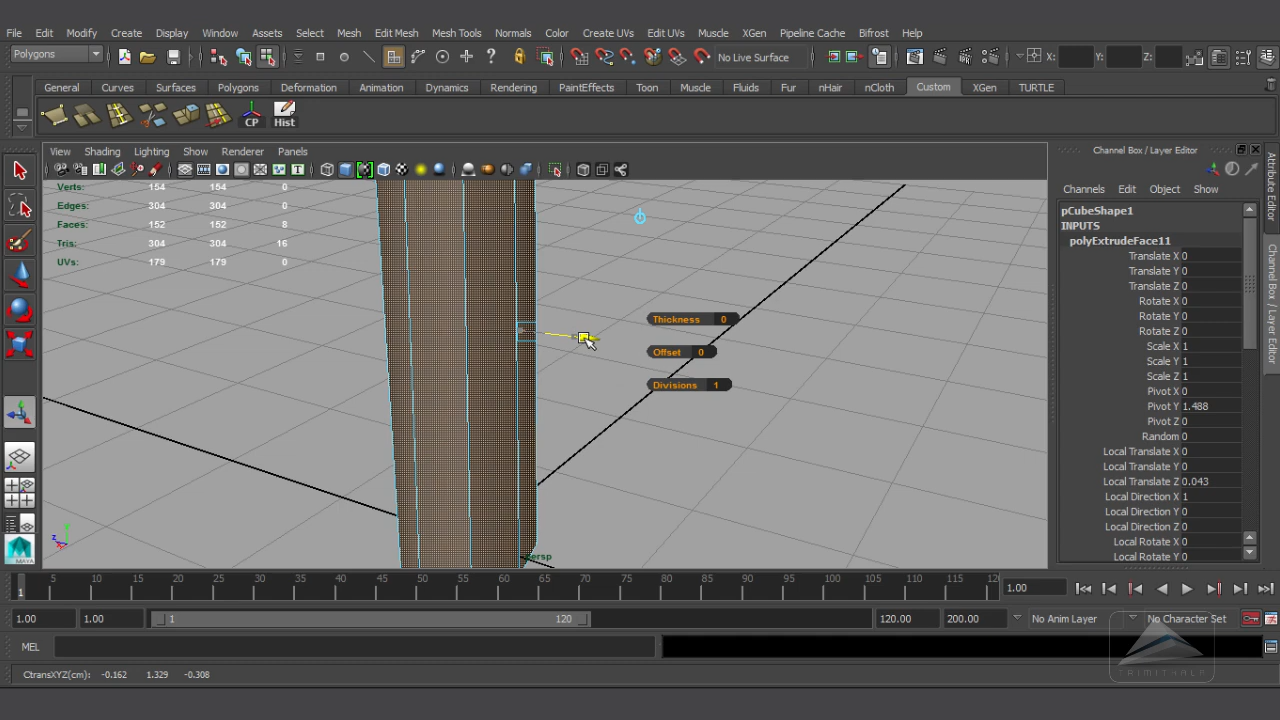 File Edit Modify Create Display Window Assets Select Mesh Edit Mesh Mesh Tools Normals Color Create UVs Edit UVs Muscle XGen Pipeline Cache Bifrost Help
Polygons No Live Surface X: Y: Z:
General Curves Surfaces Polygons Deformation Animation Dynamics Rendering PaintEffects Toon Muscle Fluids Fur nHair nCloth Custom XGen TURTLE
CP Hist
View Shading Lighting Show Renderer Panels
Channel Box / Layer Editor
Channels Edit Object Show
Verts: 154 154 0
Edges: 304 304 0
Faces: 152 152 8
Tris: 304 304 16
UVs: 179 179 0
Thickness 0
Offset 0
Divisions 1
persp
y
z
pCubeShape1
INPUTS
polyExtrudeFace11
Translate X 0
Translate Y 0
Translate Z 0
Rotate X 0
Rotate Y 0
Rotate Z 0
Scale X 1
Scale Y 1
Scale Z 1
Pivot X 0
Pivot Y 1.488
Pivot Z 0
Random 0
Local Translate X 0
Local Translate Y 0
Local Translate Z 0.043
Local Direction X 1
Local Direction Y 0
Local Direction Z 0
Local Rotate X 0
Local Rotate Y 0
Attribute Editor
Channel Box / Layer Editor
MAYA
1 5 10 15 20 25 30 35 40 45 50 55 60 65 70 75 80 85 90 95 100 105 110 115 120
1.00
1.00 1.00 1 120 120.00 200.00 No Anim Layer No Character Set
MEL
CtransXYZ(cm): -0.162 1.329 -0.308